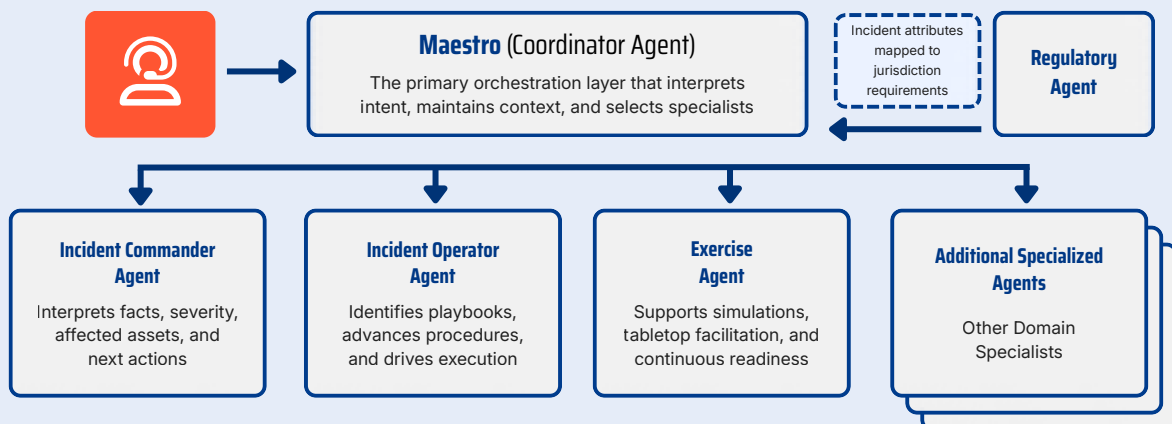 Maestro (Coordinator Agent)
The primary orchestration layer that interprets
intent, maintains context, and selects specialists
Incident attributes
mapped to
jurisdiction
requirements
Regulatory
Agent
Incident Commander
Agent
Interprets facts, severity,
affected assets, and
next actions
Incident Operator
Agent
Identifies playbooks,
advances procedures,
and drives execution
Exercise
Agent
Supports simulations,
tabletop facilitation, and
continuous readiness
Additional Specialized
Agents
Other Domain
Specialists